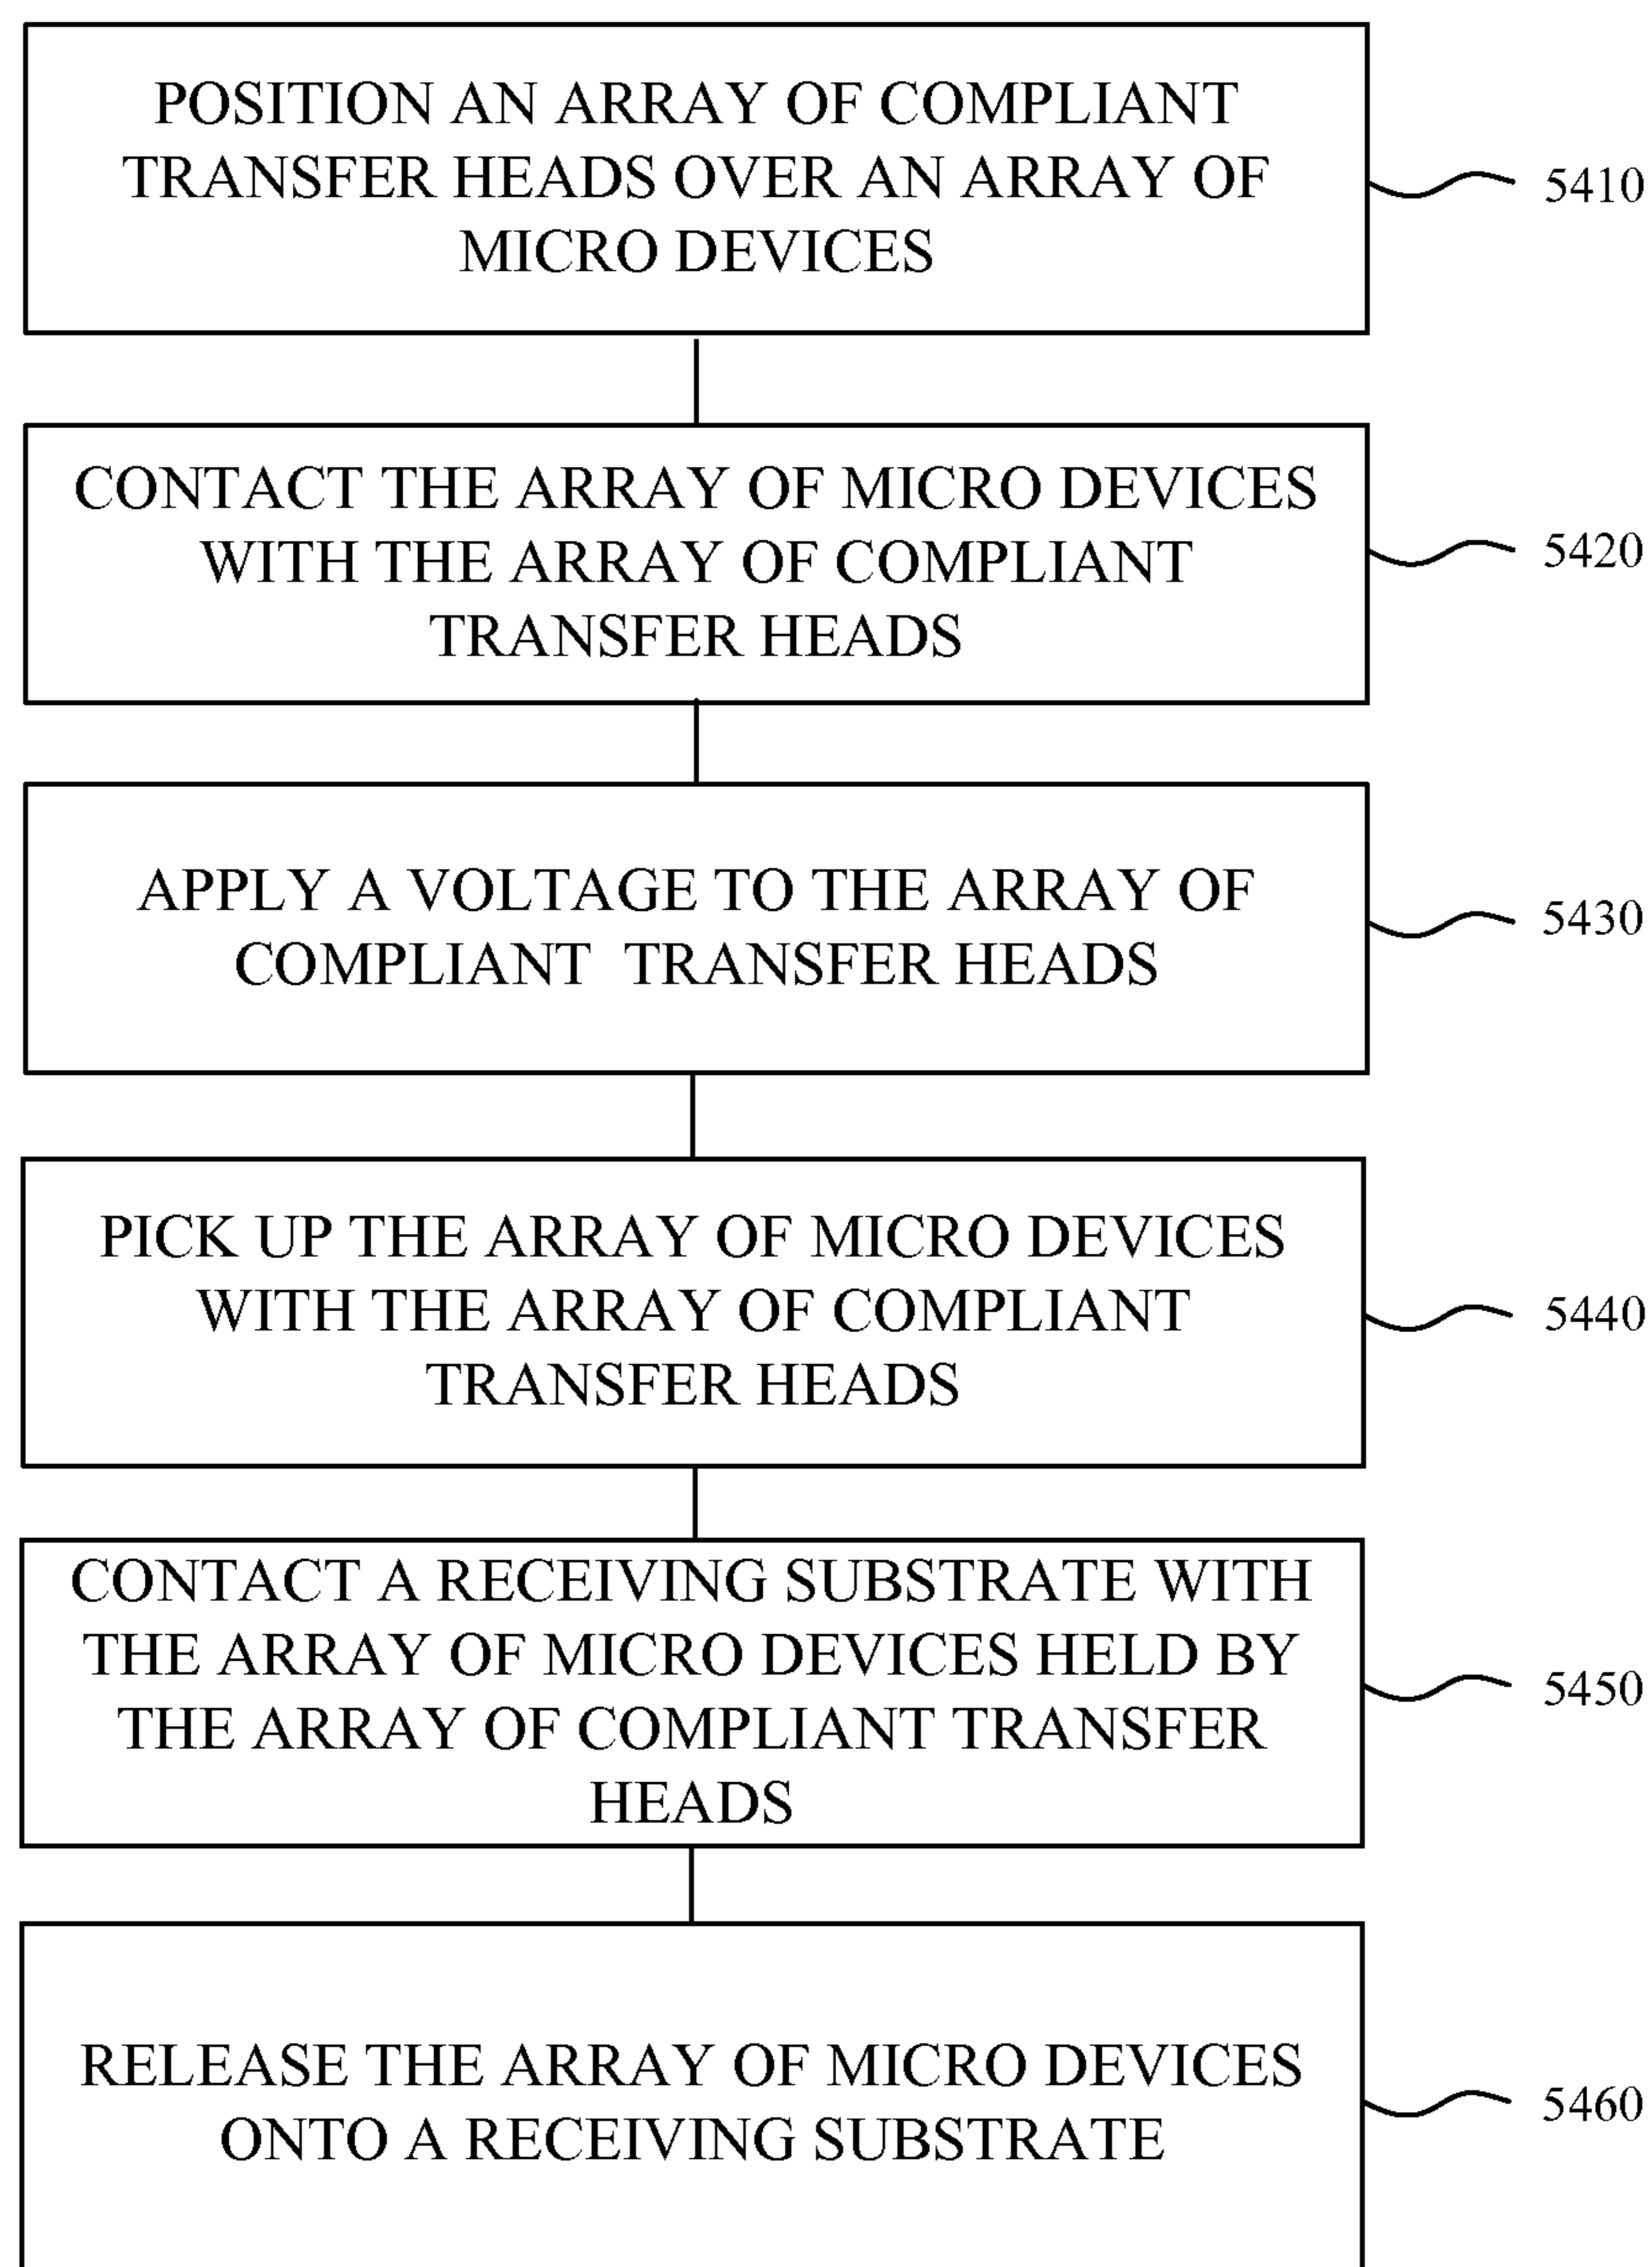 POSITION AN ARRAY OF COMPLIANT
TRANSFER HEADS OVER AN ARRAY OF
MICRO DEVICES
5410
CONTACT THE ARRAY OF MICRO DEVICES
WITH THE ARRAY OF COMPLIANT
TRANSFER HEADS
5420
APPLY A VOLTAGE TO THE ARRAY OF
COMPLIANT TRANSFER HEADS
5430
PICK UP THE ARRAY OF MICRO DEVICES
WITH THE ARRAY OF COMPLIANT
TRANSFER HEADS
5440
CONTACT A RECEIVING SUBSTRATE WITH
THE ARRAY OF MICRO DEVICES HELD BY
THE ARRAY OF COMPLIANT TRANSFER
HEADS
5450
RELEASE THE ARRAY OF MICRO DEVICES
ONTO A RECEIVING SUBSTRATE
5460